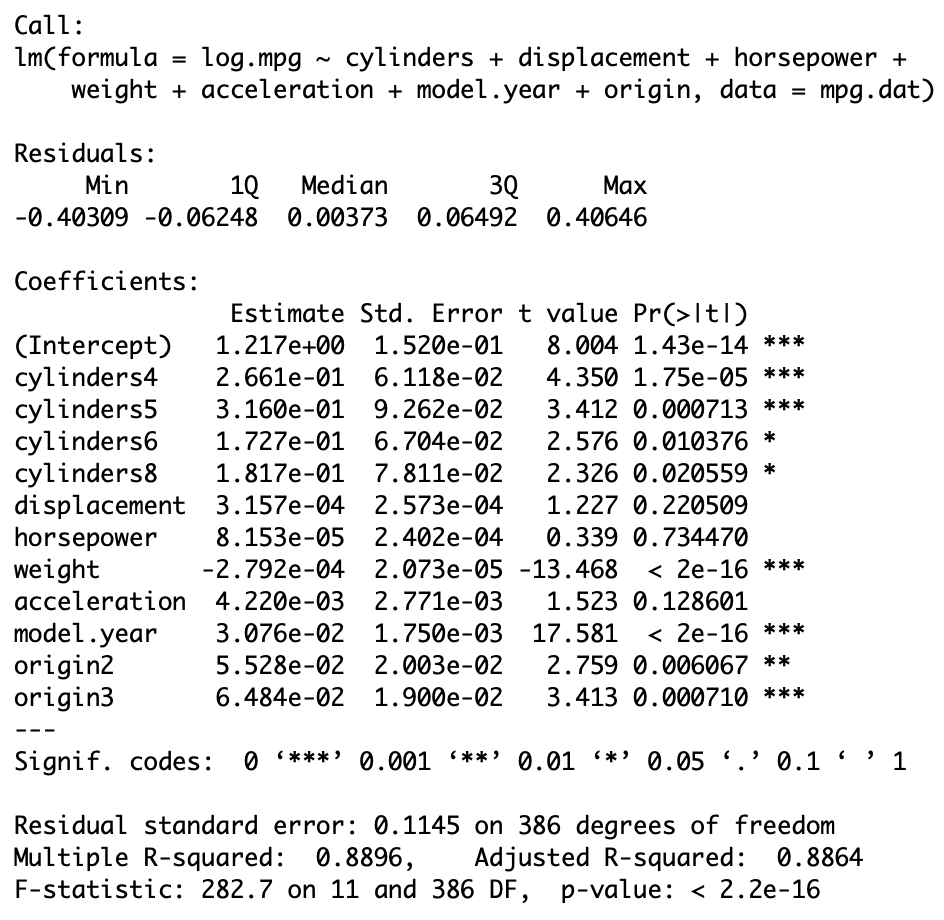 Call:
lm(formula = log.mpg ~ cylinders + displacement + horsepower +
    weight + acceleration + model.year + origin, data = mpg.dat)

Residuals:
     Min       1Q   Median       3Q      Max
-0.40309 -0.06248  0.00373  0.06492  0.40646

Coefficients:
               Estimate Std. Error t value Pr(>|t|)
(Intercept)   1.217e+00  1.520e-01   8.004 1.43e-14 ***
cylinders4    2.661e-01  6.118e-02   4.350 1.75e-05 ***
cylinders5    3.160e-01  9.262e-02   3.412 0.000713 ***
cylinders6    1.727e-01  6.704e-02   2.576 0.010376 *
cylinders8    1.817e-01  7.811e-02   2.326 0.020559 *
displacement  3.157e-04  2.573e-04   1.227 0.220509
horsepower    8.153e-05  2.402e-04   0.339 0.734470
weight       -2.792e-04  2.073e-05 -13.468  < 2e-16 ***
acceleration  4.220e-03  2.771e-03   1.523 0.128601
model.year    3.076e-02  1.750e-03  17.581  < 2e-16 ***
origin2       5.528e-02  2.003e-02   2.759 0.006067 **
origin3       6.484e-02  1.900e-02   3.413 0.000710 ***
---
Signif. codes:  0 ‘***’ 0.001 ‘**’ 0.01 ‘*’ 0.05 ‘.’ 0.1 ‘ ’ 1

Residual standard error: 0.1145 on 386 degrees of freedom
Multiple R-squared:  0.8896,    Adjusted R-squared:  0.8864
F-statistic: 282.7 on 11 and 386 DF,  p-value: < 2.2e-16